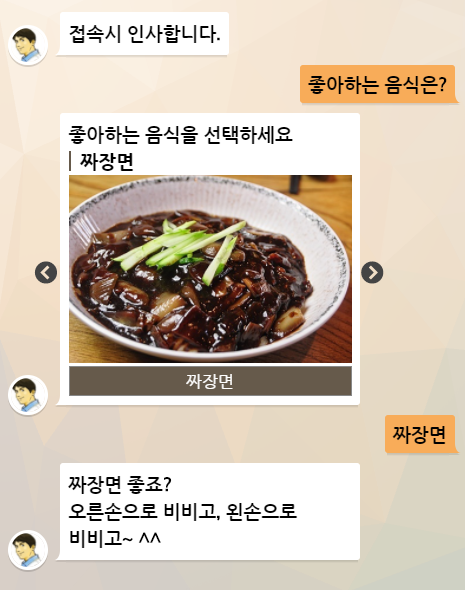 접속시 인사합니다.
좋아하는 음식은?
좋아하는 음식을 선택하세요
짜장면
짜장면
짜장면
짜장면 좋죠?
오른손으로 비비고, 왼손으로
비비고~ ^^